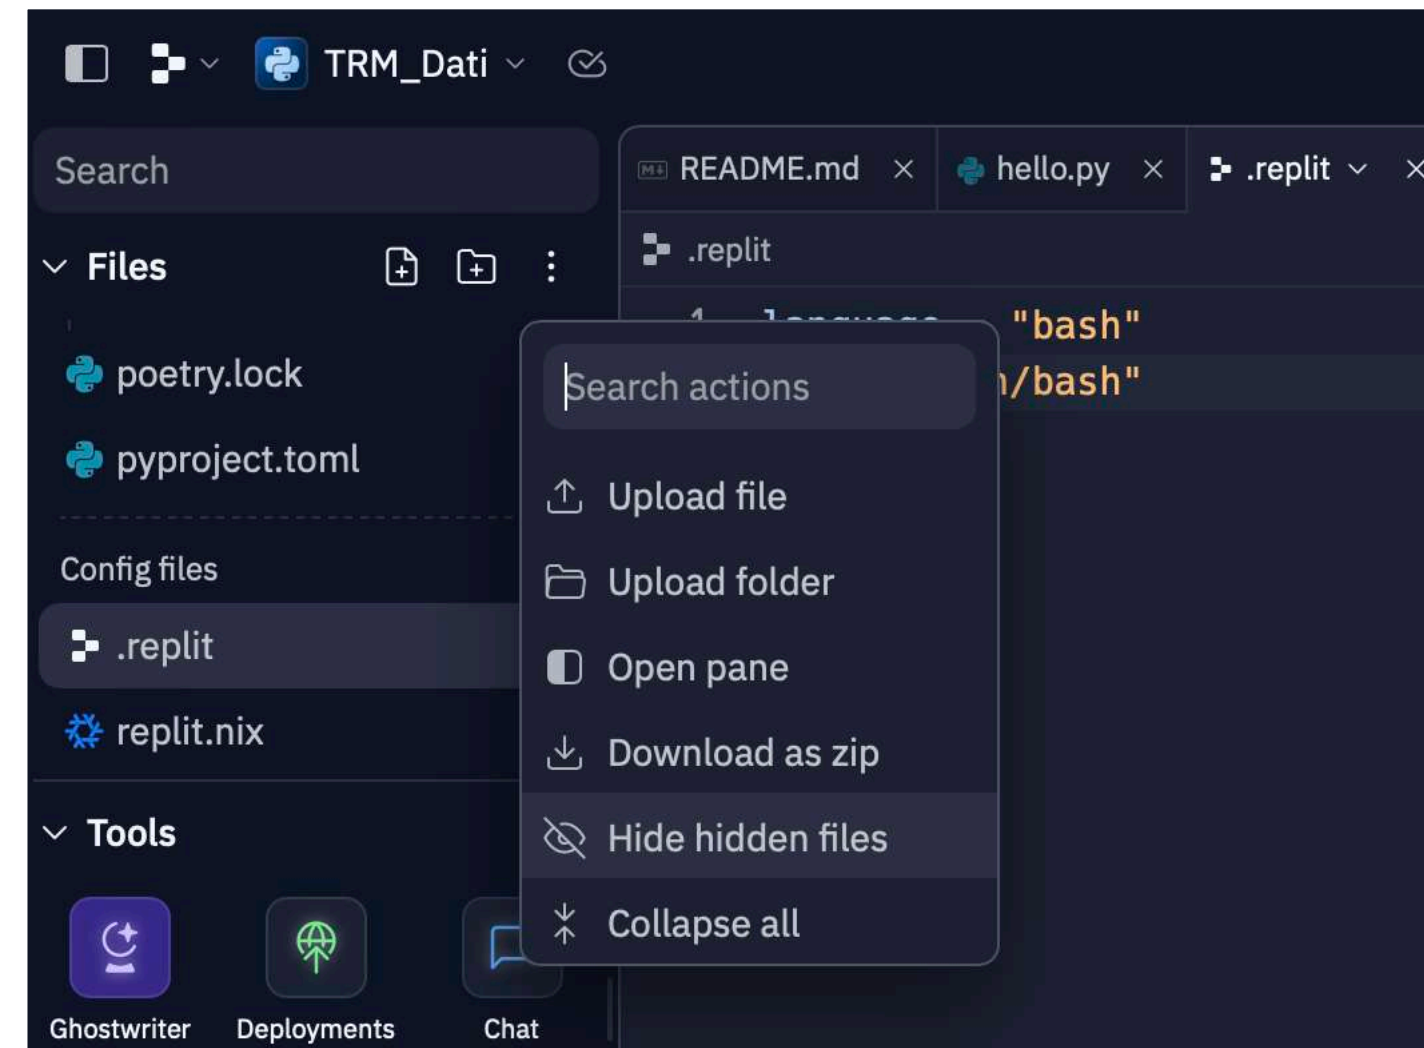 TRM_Dati
Search
README.md
hello.py
.replit
Files
.replit
1 language "bash"
/bash"
poetry.lock
pyproject.toml
Config files
.replit
replit.nix
Tools
Ghostwriter
Deployments
Chat
Search actions
Upload file
Upload folder
Open pane
Download as zip
Hide hidden files
Collapse all